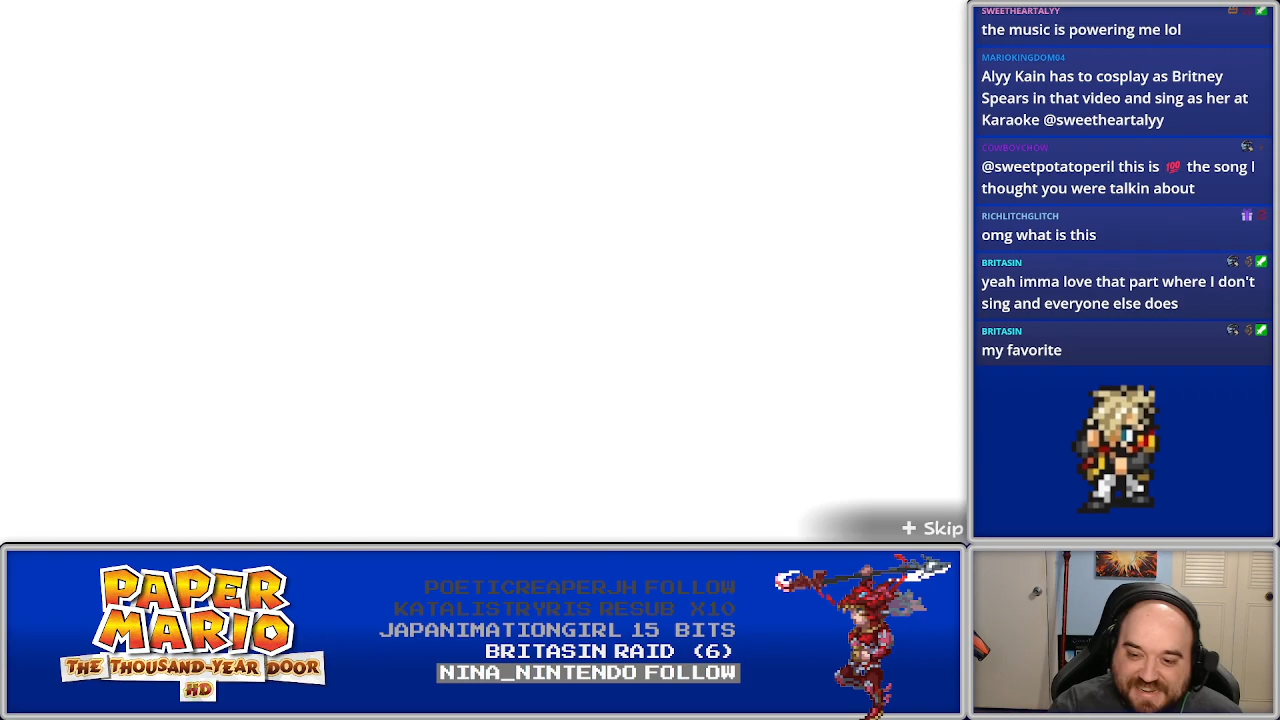 SWEETHEARTALYY
the music is powering me lol
MARIOKINGDOM04
Alyy Kain has to cosplay as Britney
Spears in that video and sing as her at
Karaoke @sweetheartalyy
COWBOYCHOW
@sweetpotatoperil this is 💯 the song I
thought you were talkin about
RICHLITCHGLITCH
omg what is this
BRITASIN
yeah imma love that part where I don't
sing and everyone else does
BRITASIN
my favorite
+ Skip
PAPER
MARIO
THE THOUSAND-YEAR DOOR
HD
POETICREAPERJH FOLLOW
KATALISTRYRIS RESUB X10
JAPANIMATIONGIRL 15 BITS
BRITASIN RAID (6)
NINA_NINTENDO FOLLOW